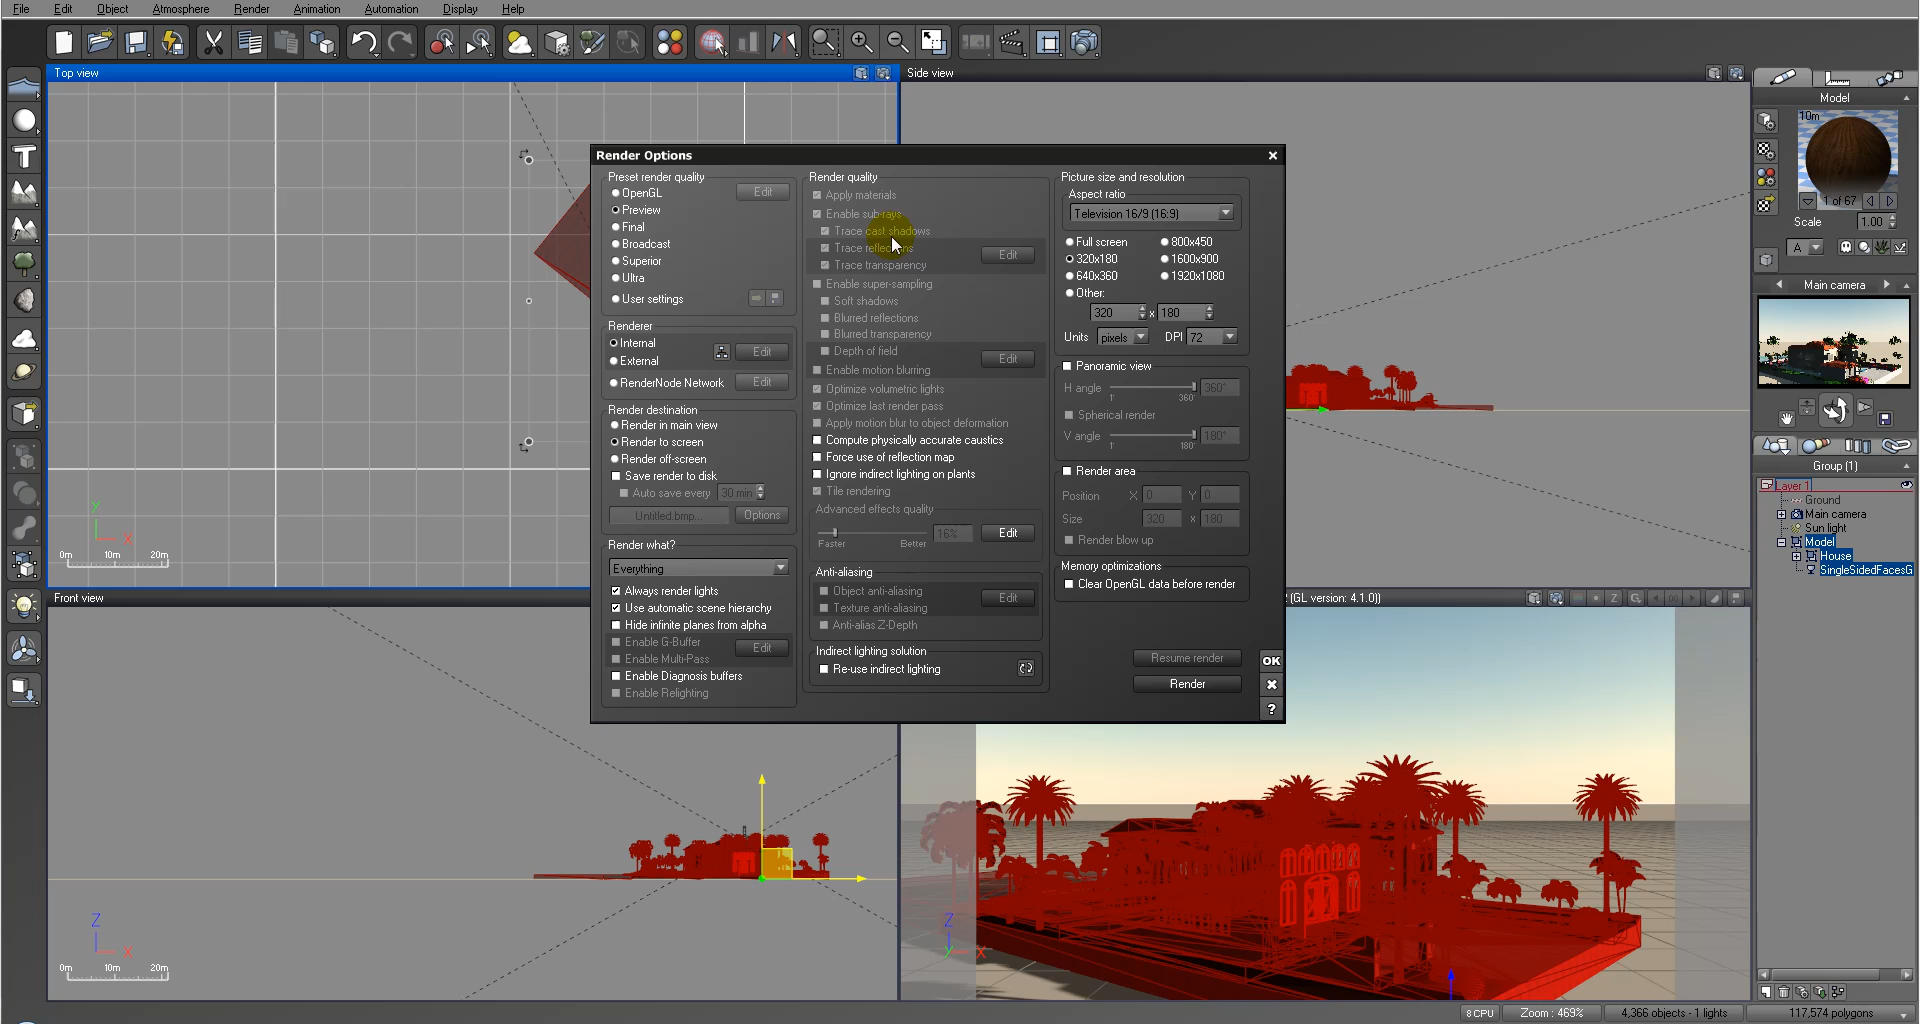 File Edit Object Atmosphere Render Animation Automation Display Help
Top view
Side view
Front view
0m 10m 20m
Y
X
Z
X
0m 10m 20m
Z
Y
X
Render Options
Preset render quality
OpenGL
Edit
Preview
Final
Broadcast
Superior
Ultra
User settings
Renderer
Internal
Edit
External
RenderNode Network
Edit
Render destination
Render in main view
Render to screen
Render off-screen
Save render to disk
Auto save every 30 min
Untitled.bmp...
Options
Render what?
Everything
Always render lights
Use automatic scene hierarchy
Hide infinite planes from alpha
Enable G-Buffer
Edit
Enable Multi-Pass
Enable Diagnosis buffers
Enable Relighting
Render quality
Apply materials
Enable sub-rays
Trace cast shadows
Trace reflections
Edit
Trace transparency
Enable super-sampling
Soft shadows
Blurred reflections
Blurred transparency
Depth of field
Edit
Enable motion blurring
Optimize volumetric lights
Optimize last render pass
Apply motion blur to object deformation
Compute physically accurate caustics
Force use of reflection map
Ignore indirect lighting on plants
Tile rendering
Advanced effects quality
16%
Edit
Faster
Better
Anti-aliasing
Object anti-aliasing
Edit
Texture anti-aliasing
Anti-alias Z-Depth
Indirect lighting solution
Re-use indirect lighting
Picture size and resolution
Aspect ratio
Television 16/9 (16:9)
Full screen
800x450
320x180
1600x900
640x360
1920x1080
Other:
320 x 180
Units pixels DPI 72
Panoramic view
H angle 360°
1° 360°
Spherical render
V angle 180°
1° 180°
Render area
Position X 0 Y 0
Size 320 x 180
Render blow up
Memory optimizations
Clear OpenGL data before render
Resume render
Render
OK
?
(GL version: 4.1.0)]
Model
10m
1 of 67
Scale 1.00
A
Main camera
Group (1)
Layer 1
Ground
Main camera
Sun light
Model
House
SingleSidedFacesG
8 CPU
Zoom : 469%
4,366 objects - 1 lights
117,574 polygons